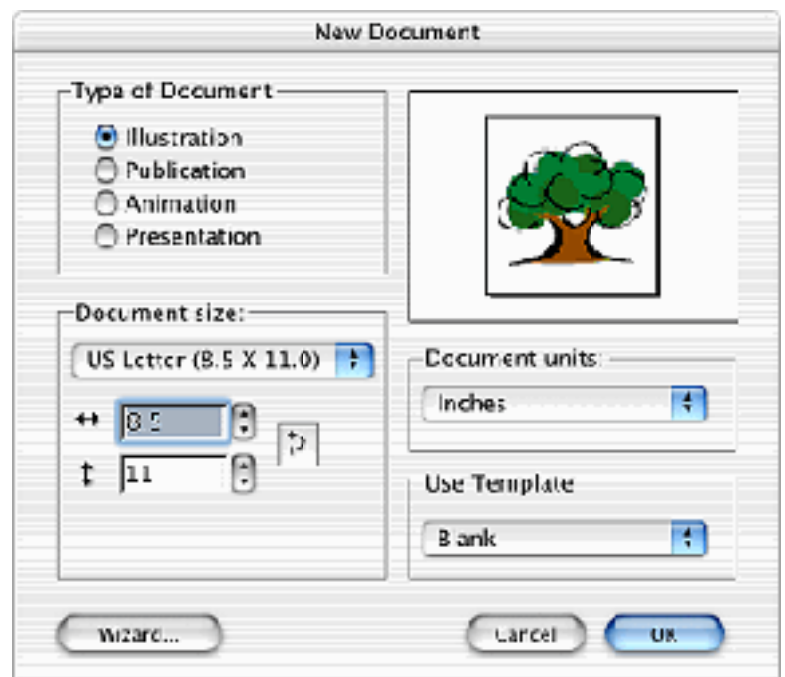 New Document
Type of Document
Illustration
Publication
Animation
Presentation
Document size:
US Letter (8.5 X 11.0)
8.5
11
Document units:
Inches
Use Template
Blank
Wizard...
Cancel
OK